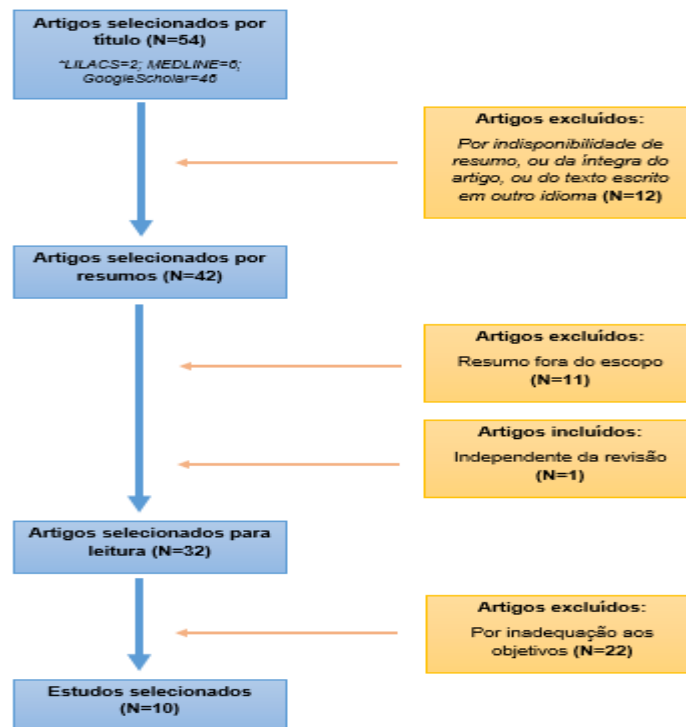 Artigos selecionados por
título (N=54)
*LILACS=2; MEDLINE=6;
GoogleScholar=46
Artigos excluídos:
Por indisponibilidade de
resumo, ou da íntegra do
artigo, ou do texto escrito
em outro idioma (N=12)
Artigos selecionados por
resumos (N=42)
Artigos excluídos:
Resumo fora do escopo
(N=11)
Artigos incluídos:
Independente da revisão
(N=1)
Artigos selecionados para
leitura (N=32)
Artigos excluídos:
Por inadequação aos
objetivos (N=22)
Estudos selecionados
(N=10)